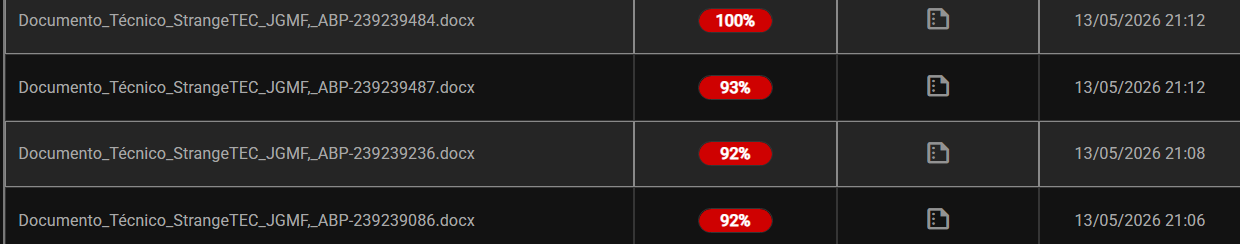 Documento_Técnico_StrangeTEC_JGMF,_ABP-239239484.docx 100% 13/05/2026 21:12
Documento_Técnico_StrangeTEC_JGMF,_ABP-239239487.docx 93% 13/05/2026 21:12
Documento_Técnico_StrangeTEC_JGMF,_ABP-239239236.docx 92% 13/05/2026 21:08
Documento_Técnico_StrangeTEC_JGMF,_ABP-239239086.docx 92% 13/05/2026 21:06